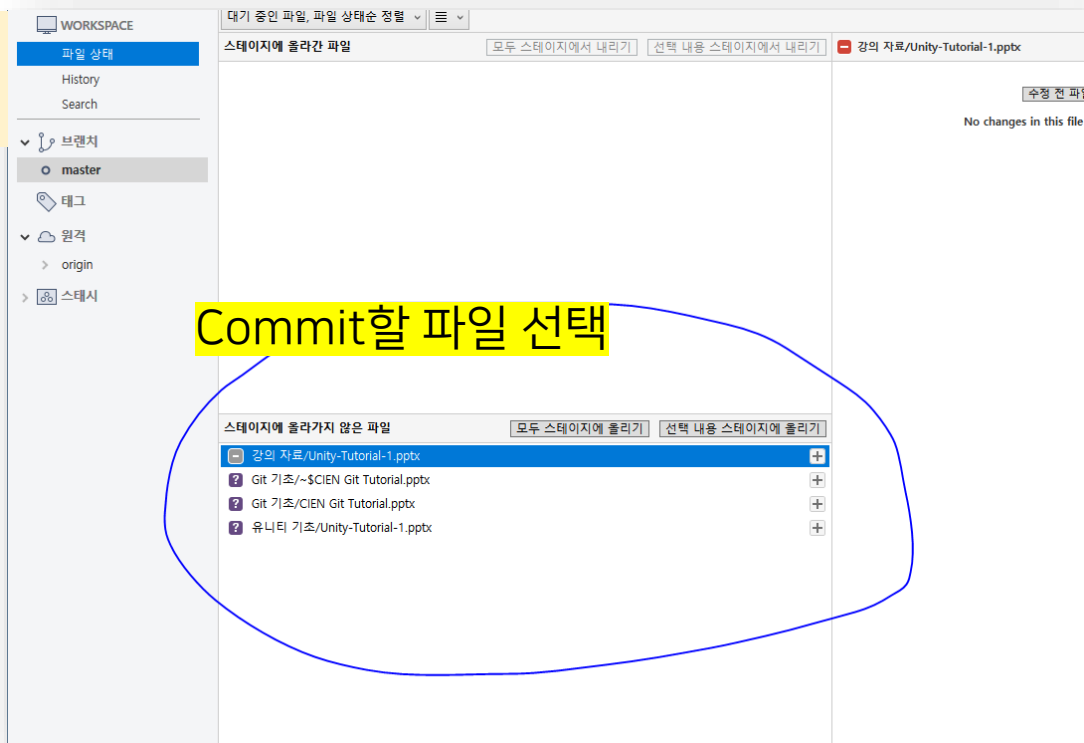 WORKSPACE
파일 상태
History
Search
브랜치
master
태그
원격
origin
스태시
대기 중인 파일, 파일 상태순 정렬
스테이지에 올라간 파일 모두 스테이지에서 내리기 선택 내용 스테이지에서 내리기
Commit할 파일 선택
스테이지에 올라가지 않은 파일 모두 스테이지에 올리기 선택 내용 스테이지에 올리기
강의 자료/Unity-Tutorial-1.pptx
Git 기초/~$CIEN Git Tutorial.pptx
Git 기초/CIEN Git Tutorial.pptx
유니티 기초/Unity-Tutorial-1.pptx
강의 자료/Unity-Tutorial-1.pptx
수정 전 파일
No changes in this file